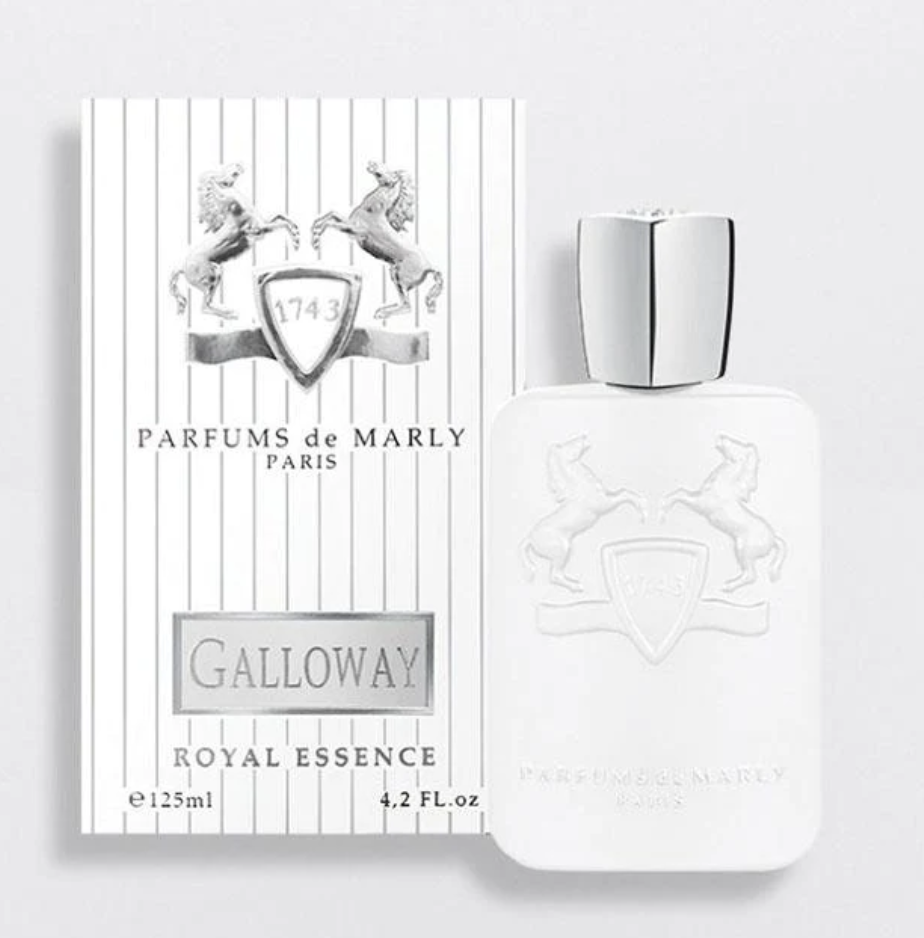 1743
PARFUMS de MARLY
PARIS
GALLOWAY
ROYAL ESSENCE
℮125ml 4,2 FL.oz
1743
PARFUMS de MARLY
PARIS